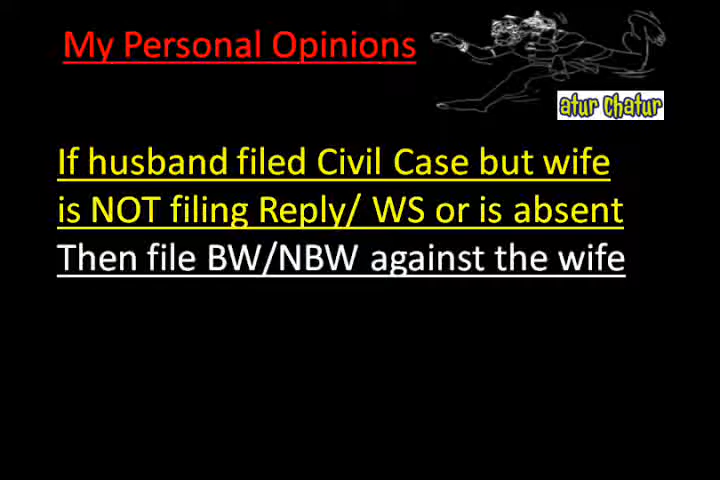 My Personal Opinions
atur Chatur
If husband filed Civil Case but wife
is NOT filing Reply/ WS or is absent
Then file BW/NBW against the wife